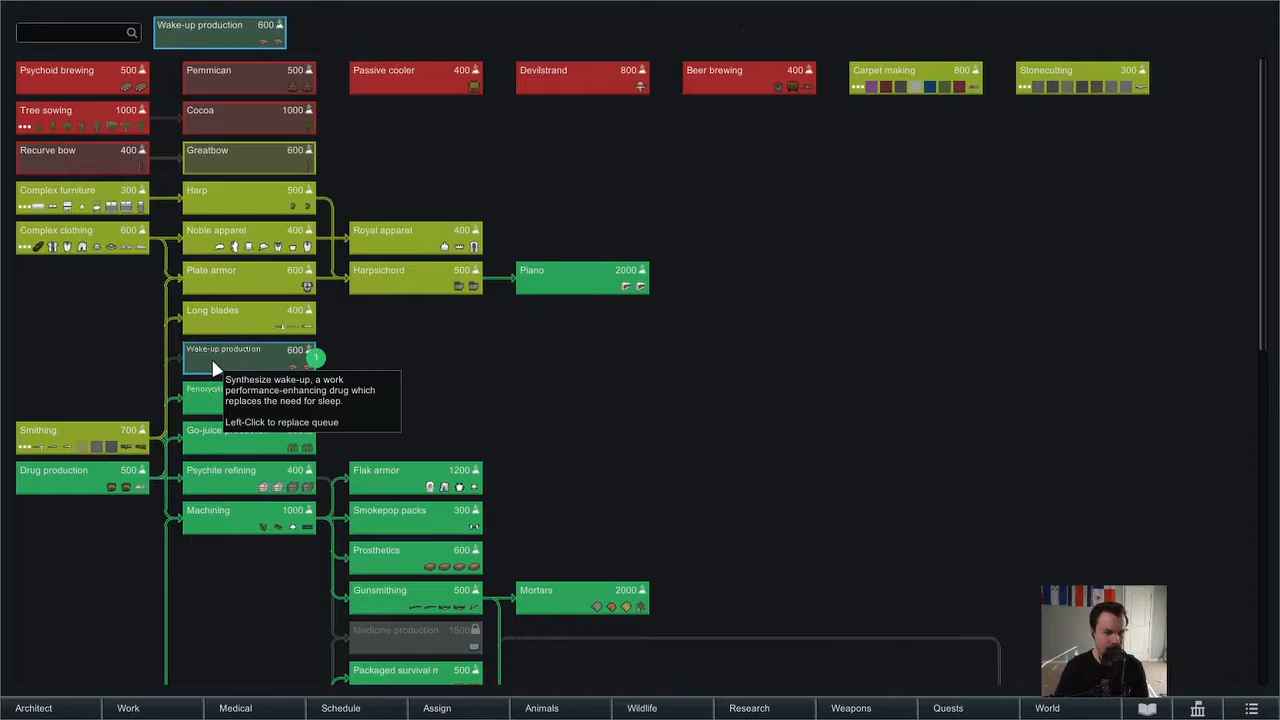 Wake-up production 600
Psychoid brewing 500
Pemmican 500
Passive cooler 400
Devilstrand 800
Beer brewing 400
Carpet making 800
Stonecutting 300
Tree sowing 1000
Cocoa 1000
Recurve bow 400
Greatbow 600
Complex furniture 300
Harp 500
Complex clothing 600
Noble apparel 400
Royal apparel 400
Plate armor 600
Harpsichord 500
Piano 2000
Long blades 400
Wake-up production 600
1
Synthesize wake-up, a work
performance-enhancing drug which
replaces the need for sleep.
Left-Click to replace queue
Smithing 700
Drug production 500
Psychite refining 400
Flak armor 1200
Machining 1000
Smokepop packs 300
Prosthetics 600
Gunsmithing 500
Mortars 2000
Medicine production 1500
Packaged survival m 500
Architect
Work
Medical
Schedule
Assign
Animals
Wildlife
Research
Weapons
Quests
World